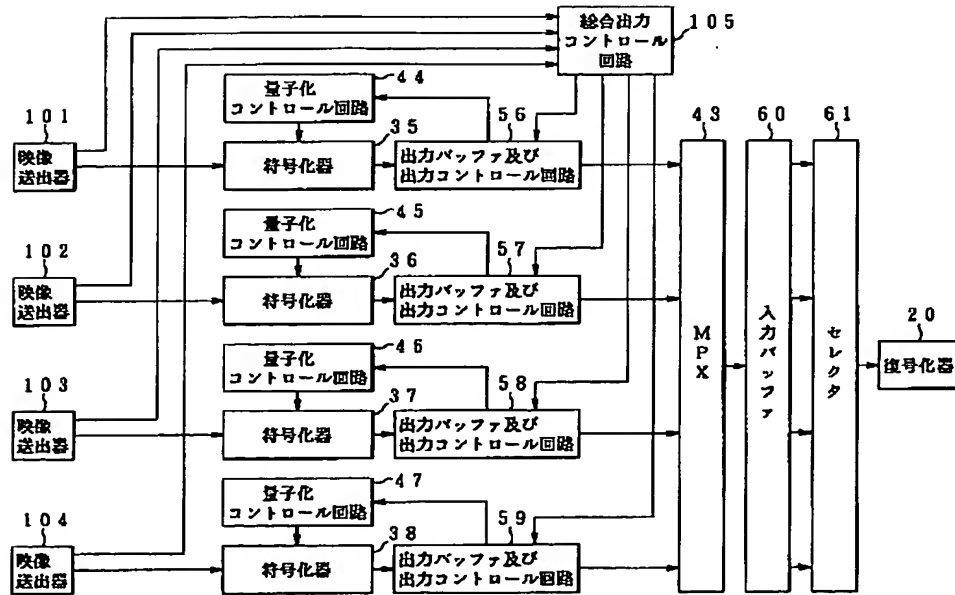 総合出力
コントロール
回路
105
量子化
コントロール回路
44
101
映像
送出器
符号化器
35
出力バッファ及び
出力コントロール回路
56
43
60
61
量子化
コントロール回路
45
102
映像
送出器
符号化器
36
出力バッファ及び
出力コントロール回路
57
MPX
入力バッファ
セレクタ
20
復号化器
量子化
コントロール回路
46
103
映像
送出器
符号化器
37
出力バッファ及び
出力コントロール回路
58
量子化
コントロール回路
47
104
映像
送出器
符号化器
38
出力バッファ及び
出力コントロール回路
59